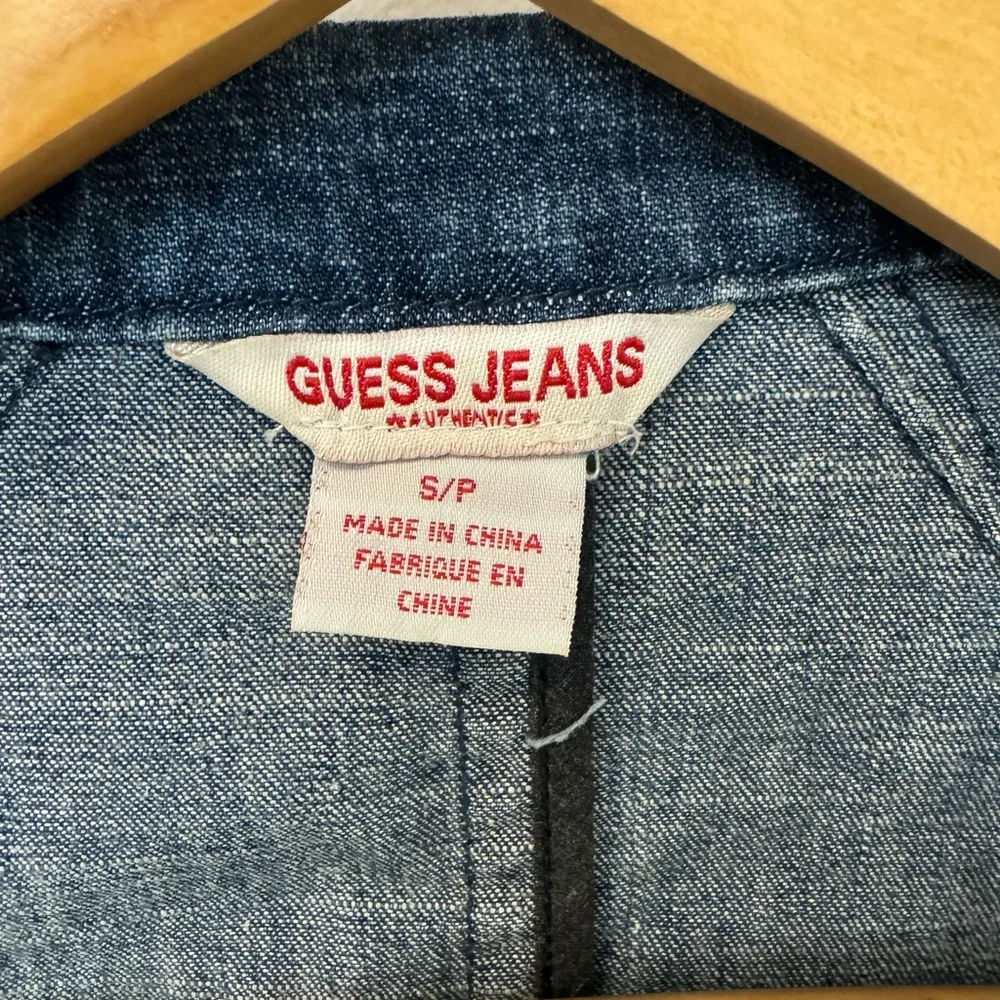 GUESS JEANS
★AUTHENTIC★
S/P
MADE IN CHINA
FABRIQUE EN
CHINE